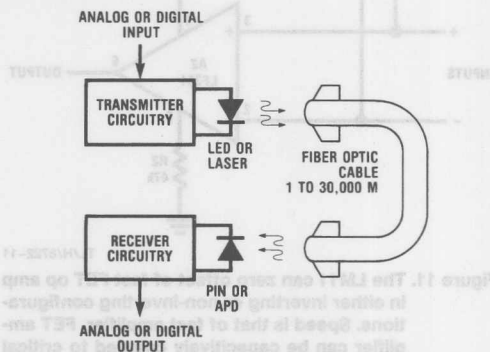 ANALOG OR DIGITAL
INPUT
TRANSMITTER
CIRCUITRY
LED OR
LASER
FIBER OPTIC
CABLE
1 TO 30,000 M
RECEIVER
CIRCUITRY
PIN OR
APD
ANALOG OR DIGITAL
OUTPUT